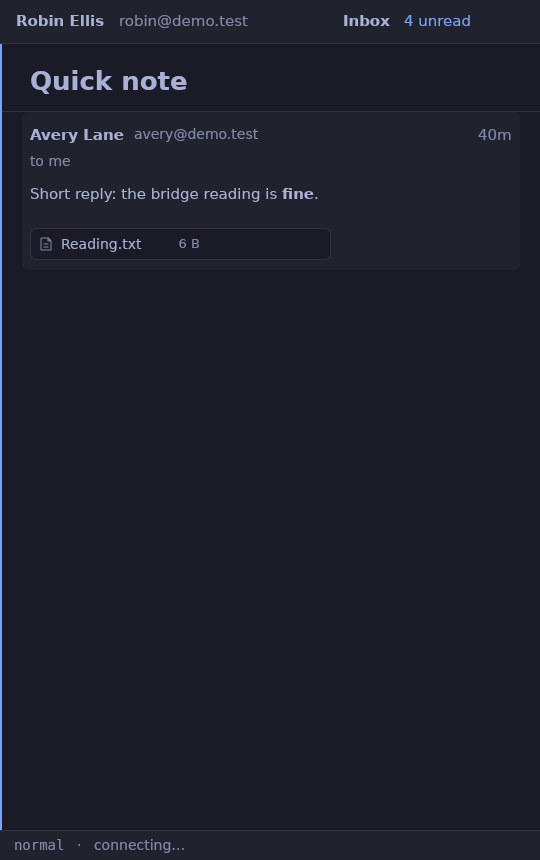 Robin Ellis robin@demo.test Inbox 4 unread
Quick note
Avery Lane avery@demo.test 40m
to me
Short reply: the bridge reading is fine.
Reading.txt 6 B
normal · connecting…